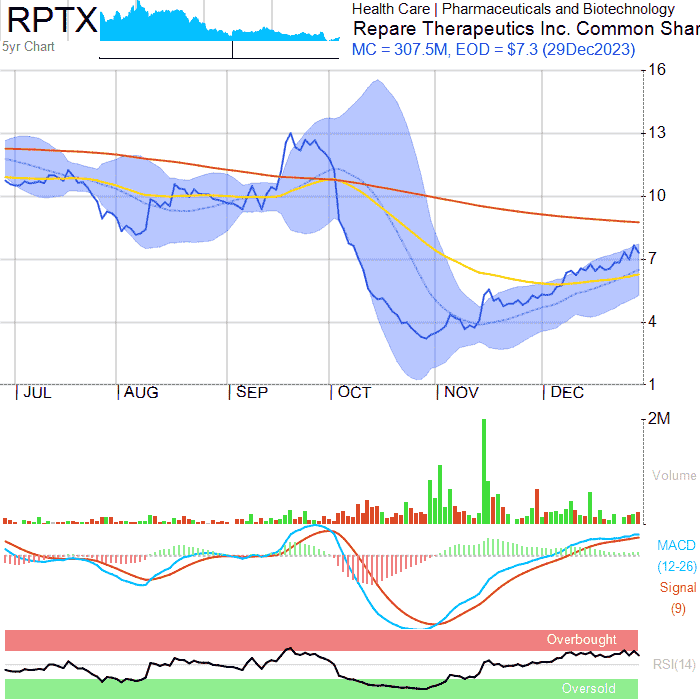 RPTX
5yr Chart
Health Care | Pharmaceuticals and Biotechnology
Repare Therapeutics Inc. Common Shar
MC = 307.5M, EOD = $7.3 (29Dec2023)
16
13
10
7
4
1
JUL AUG SEP OCT NOV DEC
2M
Volume
MACD
(12-26)
Signal
(9)
Overbought
RSI(14)
Oversold